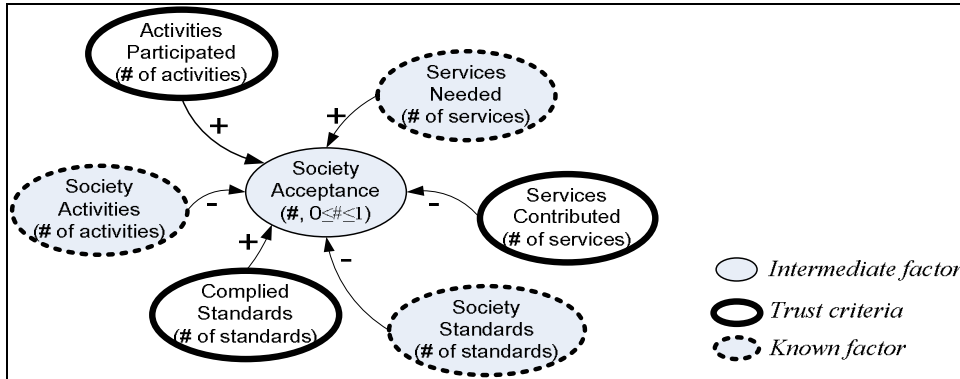 Activities
Participated
(# of activities)
Services
Needed
(# of services)
+
+
Society
Acceptance
(#, 0≤#≤1)
Society
Activities
(# of activities)
-
-
Services
Contributed
(# of services)
+
-
Complied
Standards
(# of standards)
Society
Standards
(# of standards)
Intermediate factor
Trust criteria
Known factor